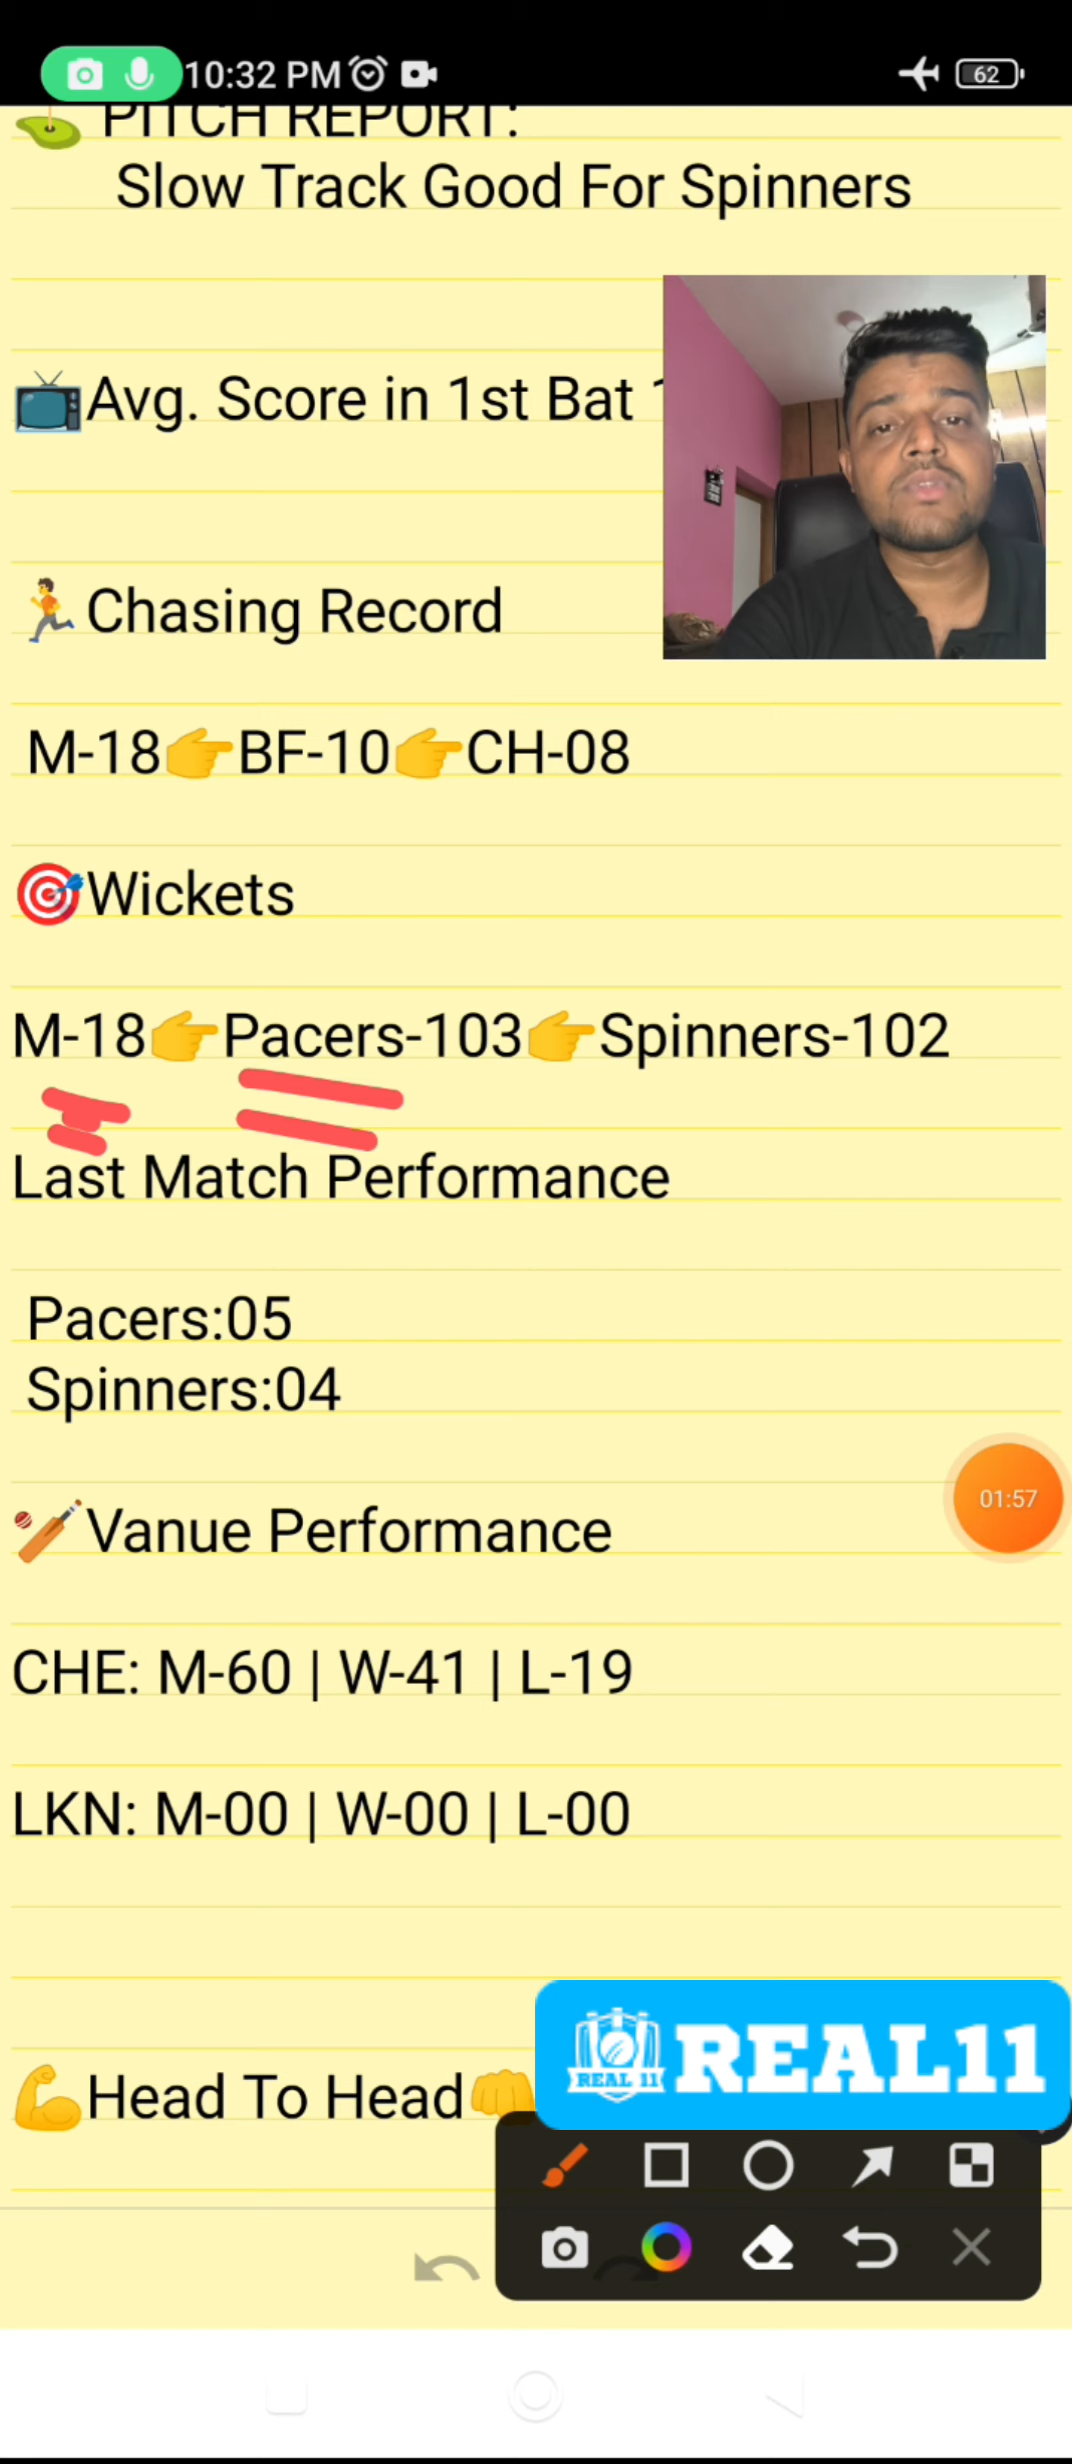 10:32 PM
62
PITCH REPORT:
Slow Track Good For Spinners
Avg. Score in 1st Bat
Chasing Record
M-18👉BF-10👉CH-08
Wickets
M-18👉Pacers-103👉Spinners-102
Last Match Performance
Pacers:05
Spinners:04
01:57
Vanue Performance
CHE: M-60 | W-41 | L-19
LKN: M-00 | W-00 | L-00
REAL 11 REAL11
Head To Head